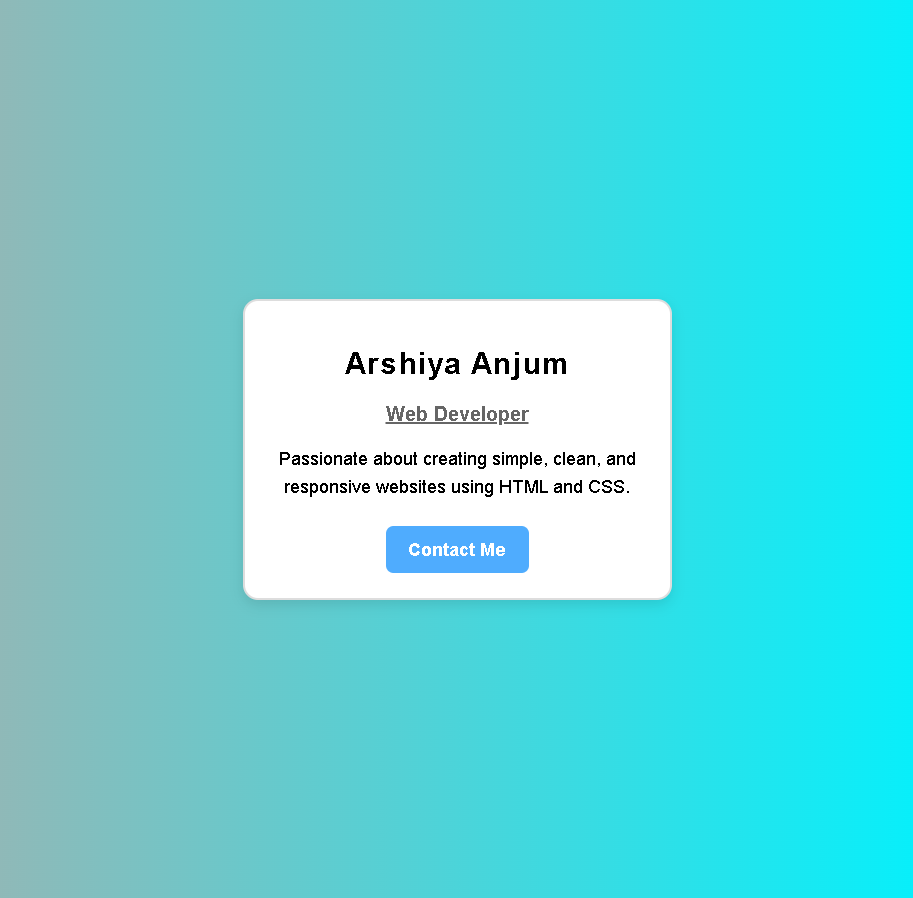 Arshiya Anjum
Web Developer
Passionate about creating simple, clean, and
responsive websites using HTML and CSS.
Contact Me